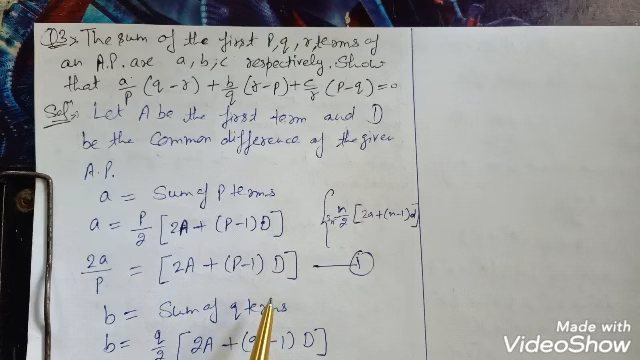 Q3> The sum of the first P, q, r, terms of
an A.P. are a, b, c respectively. Show
that a/P (q-r) + b/q (r-P) + c/r (P-q) = 0
Sol:> Let A be the first term and D
be the common difference of the given
A.P.
a = Sum of P terms
a = P/2 [2A + (P-1) D] { Sn = n/2 [2a+(n-1)d]
2a/P = [2A + (P-1) D] — 1
b = Sum of q terms
b = q/2 [2A + (q-1) D]
Made with
VideoShow